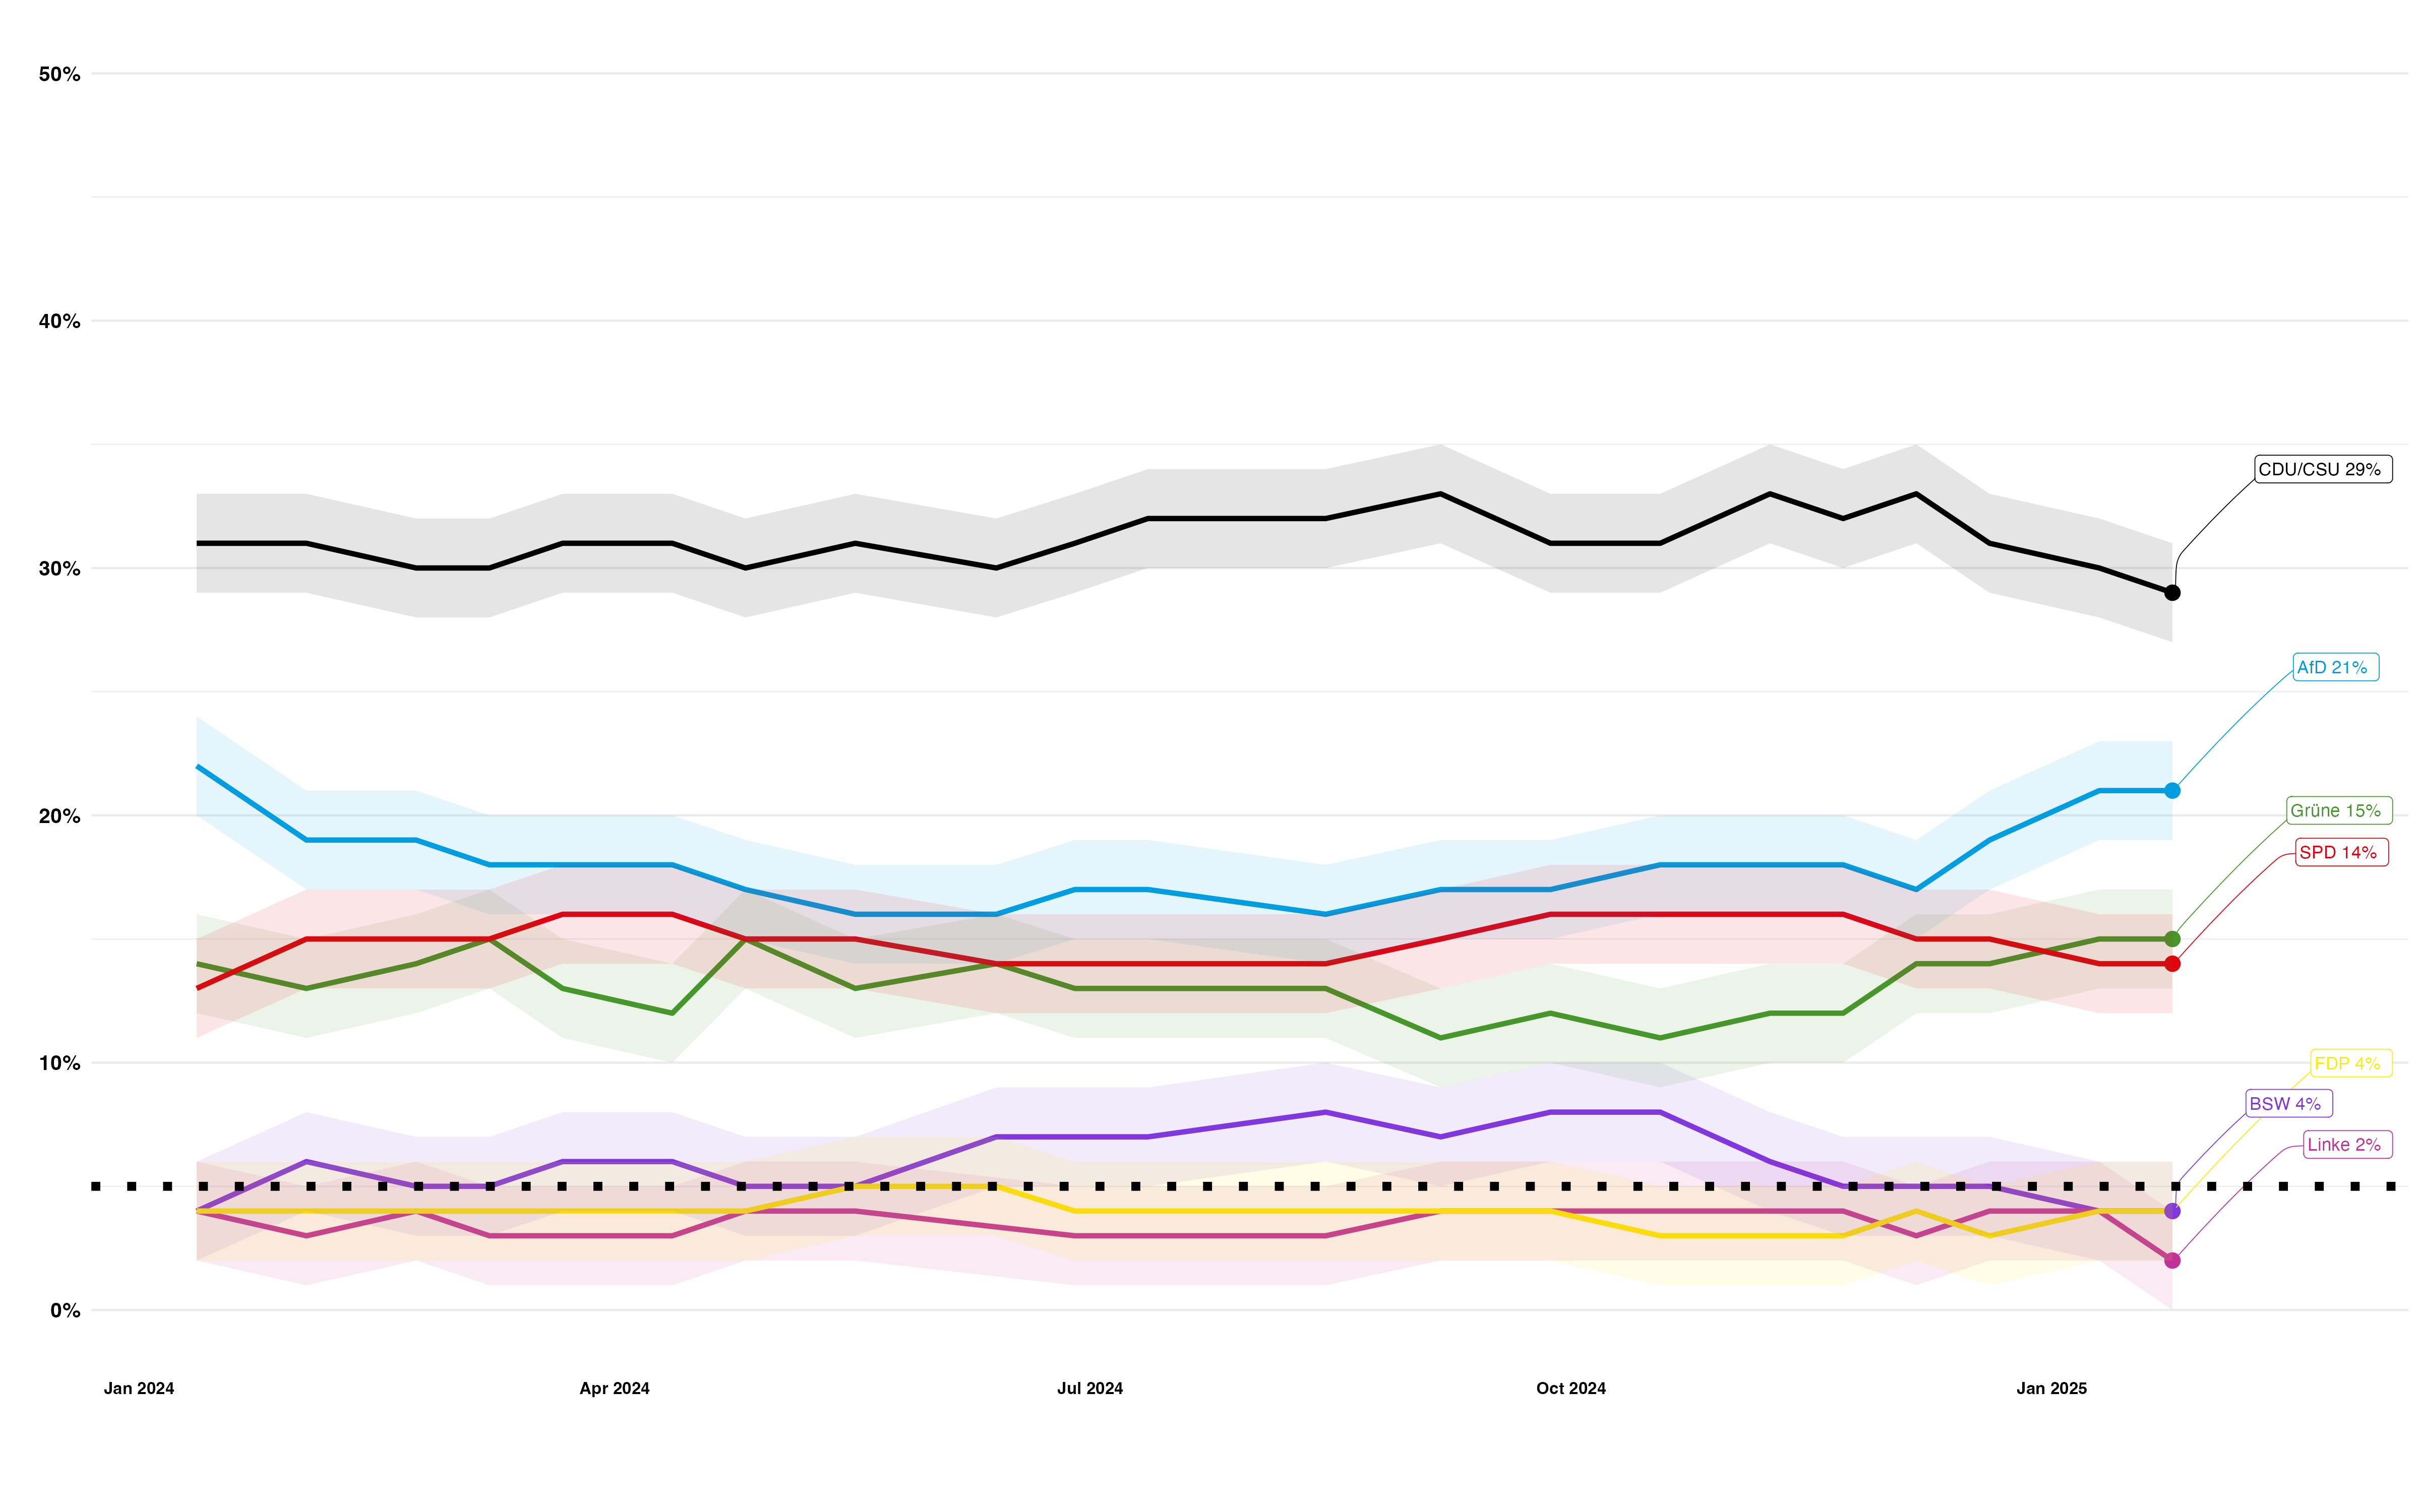 50%
40%
30%
20%
10%
0%
CDU/CSU 29%
AfD 21%
Grüne 15%
SPD 14%
FDP 4%
BSW 4%
Linke 2%
Jan 2024
Apr 2024
Jul 2024
Oct 2024
Jan 2025